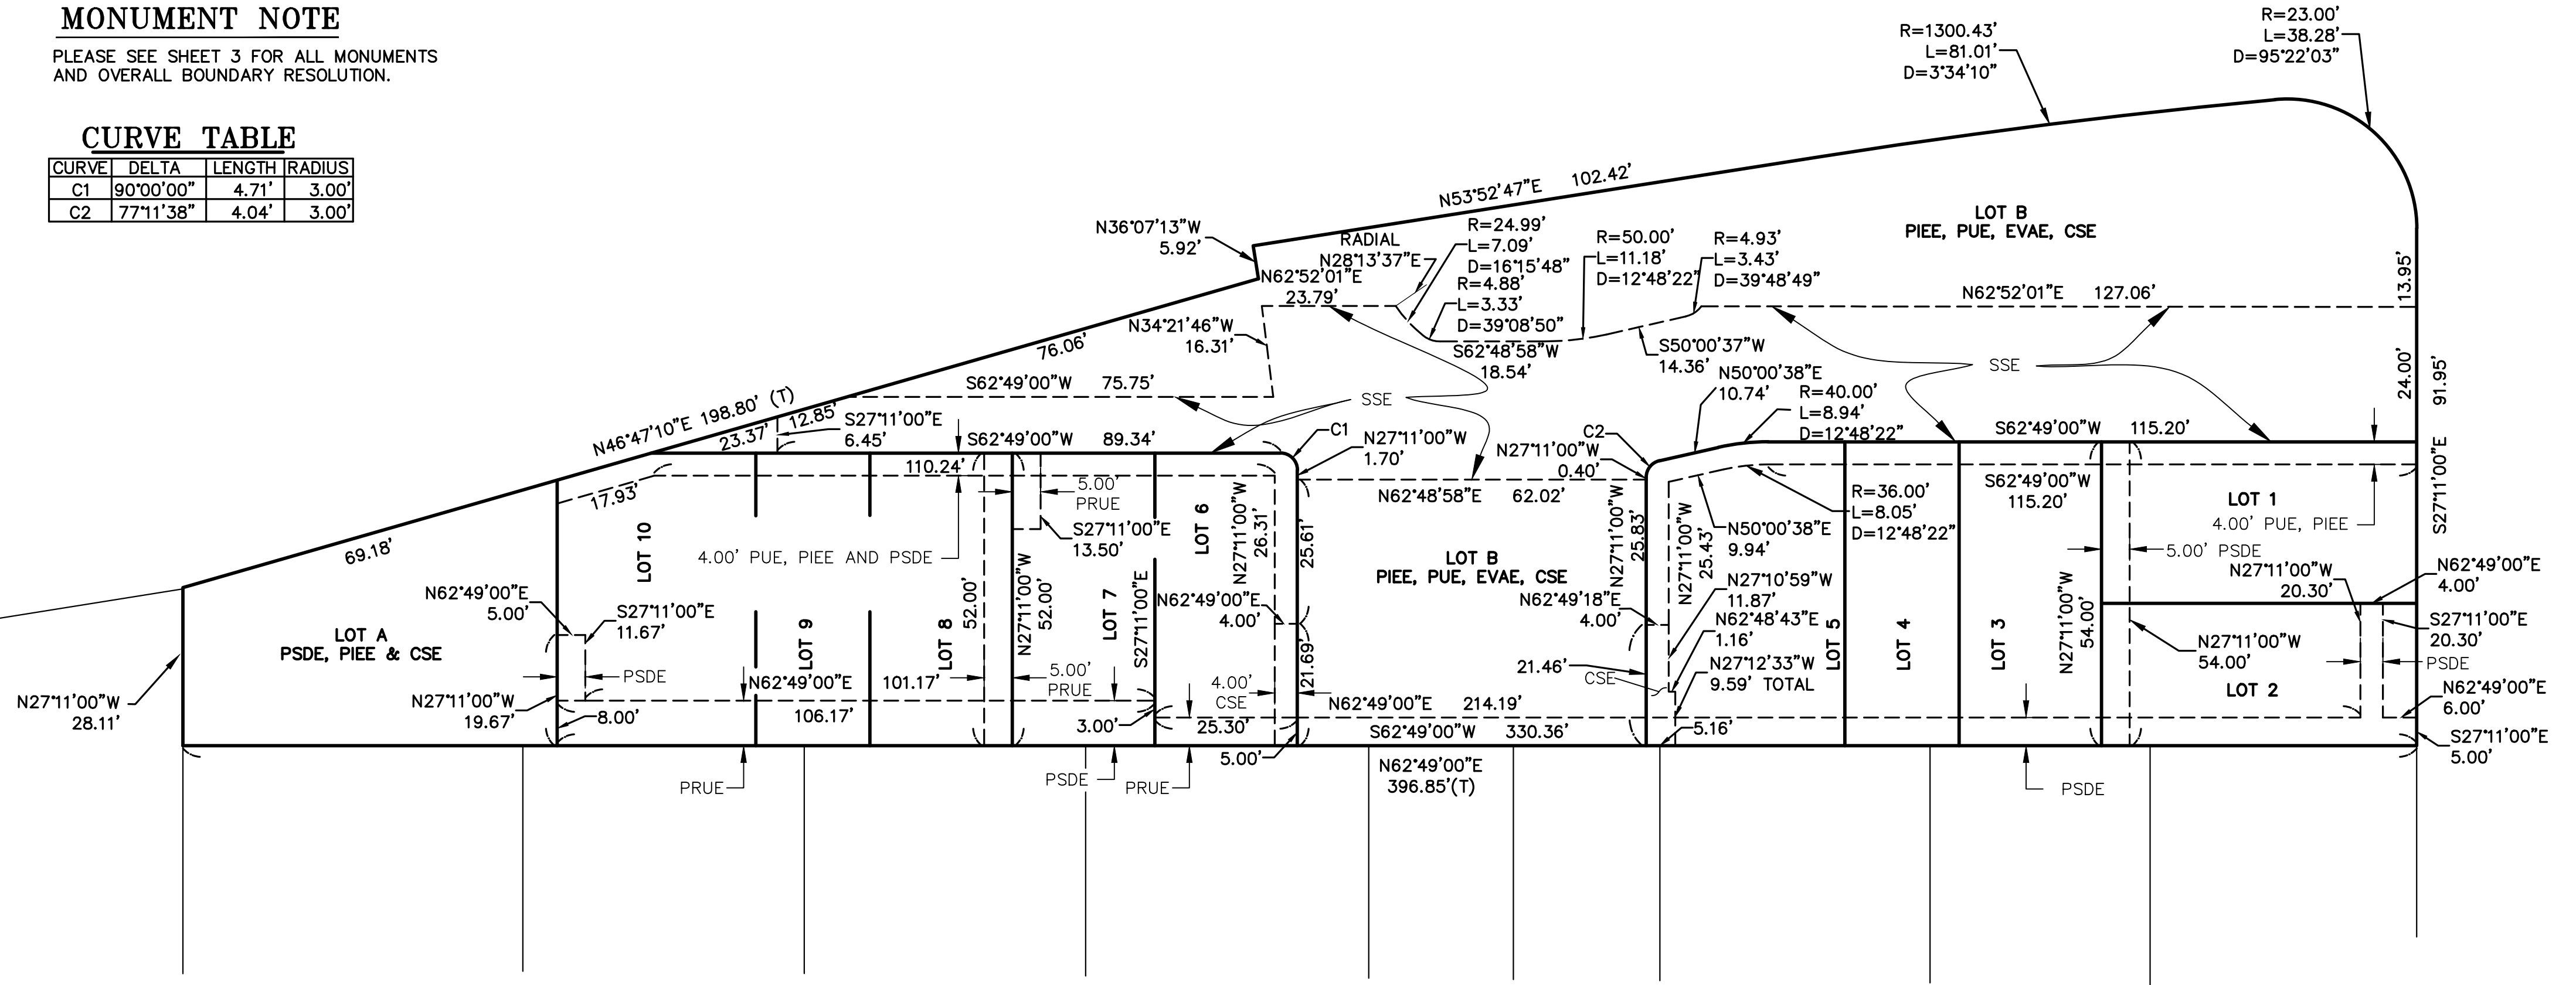 MONUMENT NOTE
PLEASE SEE SHEET 3 FOR ALL MONUMENTS
AND OVERALL BOUNDARY RESOLUTION.
CURVE TABLE
CURVE DELTA LENGTH RADIUS
C1 90°00'00" 4.71' 3.00'
C2 77°11'38" 4.04' 3.00'
R=1300.43'
L=81.01'
D=3°34'10"
R=23.00'
L=38.28'
D=95°22'03"
N53°52'47"E 102.42'
N36°07'13"W
5.92'
LOT B
PIEE, PUE, EVAE, CSE
RADIAL
N28°13'37"E
R=24.99'
L=7.09'
D=16°15'48"
R=4.88'
L=3.33'
D=39°08'50"
R=50.00'
L=11.18'
D=12°48'22"
R=4.93'
L=3.43'
D=39°48'49"
N62°52'01"E
23.79'
N62°52'01"E 127.06'
13.95'
N34°21'46"W
16.31'
76.06'
S62°48'58"W
18.54'
S50°00'37"W
14.36'
SSE
24.00'
91.95'
S27°11'00"E
S62°49'00"W 75.75'
SSE
N50°00'38"E
10.74'
R=40.00'
L=8.94'
D=12°48'22"
N46°47'10"E 198.80' (T)
23.37'
12.85'
S27°11'00"E
6.45'
S62°49'00"W 89.34'
C1
N27°11'00"W
1.70'
C2
N27°11'00"W
0.40'
S62°49'00"W 115.20'
110.24'
17.93'
5.00'
PRUE
N62°48'58"E 62.02'
S62°49'00"W
115.20'
R=36.00'
L=8.05'
D=12°48'22"
LOT 1
4.00' PUE, PIEE
S27°11'00"E
13.50'
LOT 6
N27°11'00"W
26.31'
25.61'
N27°11'00"W
25.83'
N27°11'00"W
25.43'
N50°00'38"E
9.94'
69.18'
LOT 10
4.00' PUE, PIEE AND PSDE
LOT B
PIEE, PUE, EVAE, CSE
5.00' PSDE
N27°11'00"W
20.30'
N62°49'00"E
4.00'
N62°49'00"E
5.00'
S27°11'00"E
11.67'
LOT 9
LOT 8
52.00'
N27°11'00"W
52.00'
LOT 7
S27°11'00"E
N62°49'00"E
4.00'
N62°49'18"E
4.00'
N27°10'59"W
11.87'
N62°48'43"E
1.16'
N27°12'33"W
9.59' TOTAL
LOT 5
LOT 4
LOT 3
N27°11'00"W
54.00'
N27°11'00"W
54.00'
S27°11'00"E
20.30'
PSDE
LOT A
PSDE, PIEE & CSE
PSDE
N62°49'00"E 101.17'
5.00'
PRUE
4.00'
CSE
21.69'
21.46'
CSE
LOT 2
N62°49'00"E
6.00'
N27°11'00"W
28.11'
N27°11'00"W
19.67'
8.00'
106.17'
3.00'
25.30'
N62°49'00"E 214.19'
S62°49'00"W 330.36'
5.16'
5.00'
S27°11'00"E
5.00'
PRUE
PSDE
PRUE
N62°49'00"E
396.85'(T)
PSDE